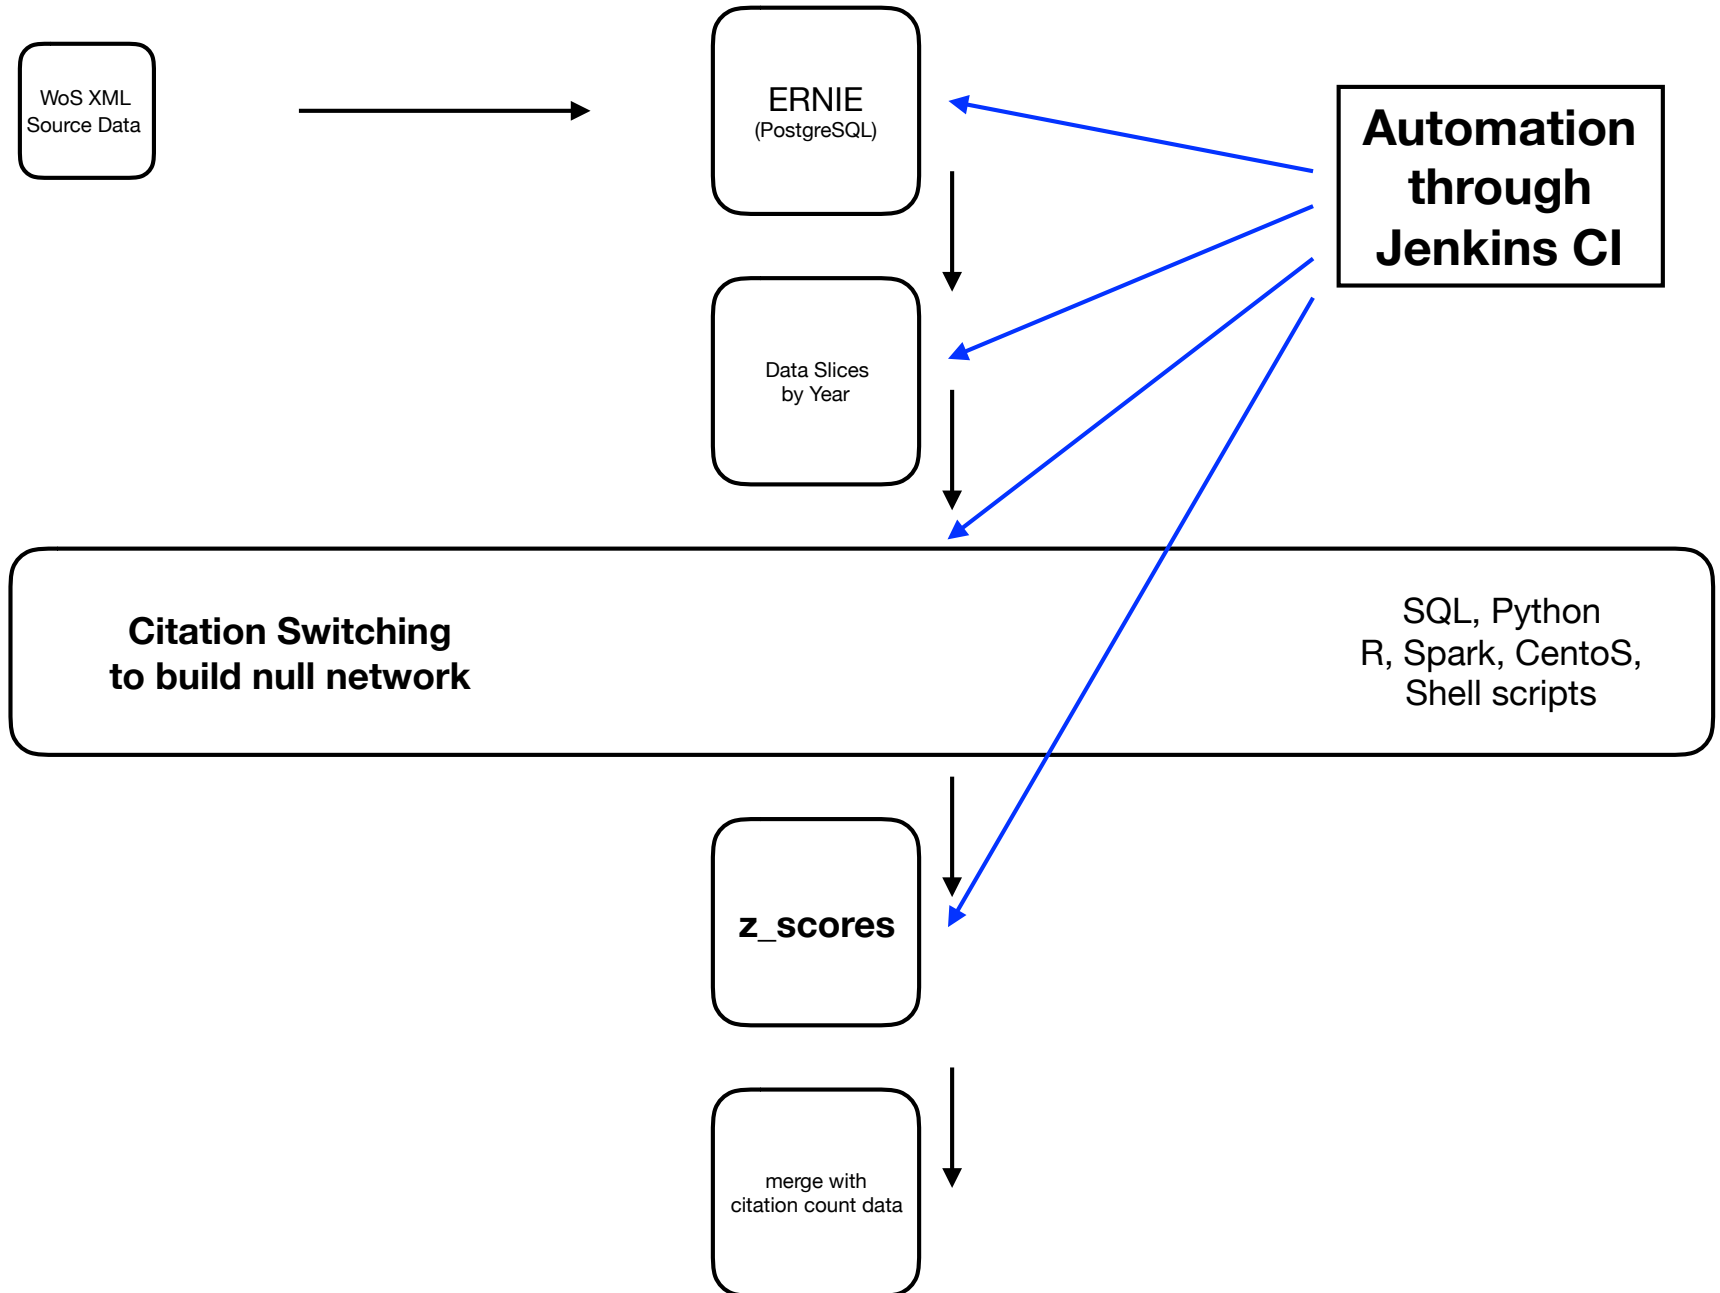 WoS XML
Source Data
ERNIE
(PostgreSQL)
Automation
through
Jenkins CI
Data Slices
by Year
Citation Switching
to build null network
SQL, Python
R, Spark, CentoS,
Shell scripts
z_scores
merge with
citation count data